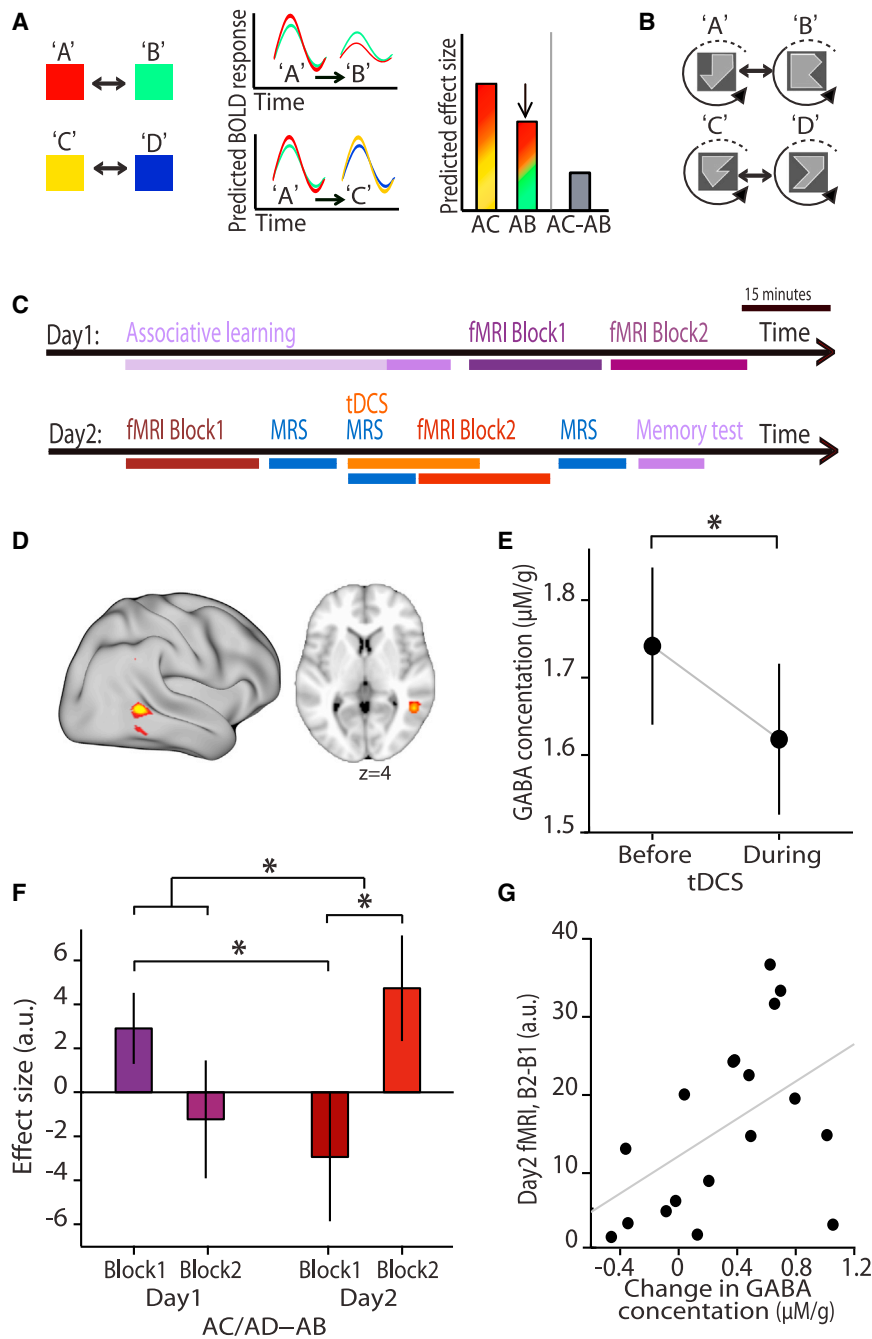 A
'A'
'B'
'C'
'D'
Predicted BOLD response
'A'
'B'
Time
'A'
'C'
Time
Predicted effect size
AC
AB
AC-AB
B
'A'
'B'
'C'
'D'
C
15 minutes
Day1:
Associative learning
fMRI Block1
fMRI Block2
Time
tDCS
Day2:
fMRI Block1
MRS
MRS
fMRI Block2
MRS
Memory test
Time
D
z=4
E
*
GABA concentration (µM/g)
1.8
1.7
1.6
1.5
Before
During
tDCS
F
*
*
*
Effect size (a.u.)
6
4
2
0
-2
-4
-6
Block1
Block2
Block1
Block2
Day1
Day2
AC/AD–AB
G
Day2 fMRI, B2-B1 (a.u.)
40
30
20
10
0
-0.4
0
0.4
0.8
1.2
Change in GABA
concentation (µM/g)